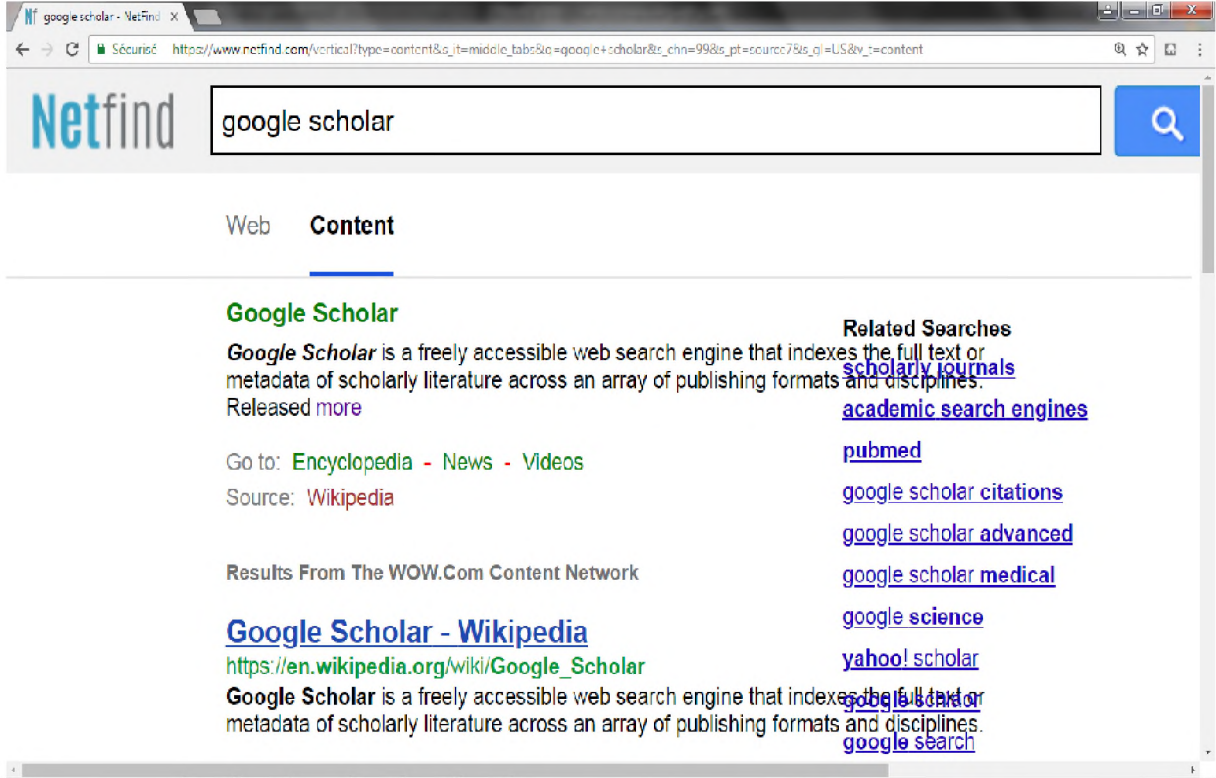 google scholar - NetFind
Sécurisé https://www.netfind.com/vertical?type=content&s_it=middle_tabs&q=google+scholar&s_chn=99&s_pt=source7&s_gl=US&v_t=content
Netfind
google scholar
Web Content
Google Scholar
Google Scholar is a freely accessible web search engine that indexes the full text or
metadata of scholarly literature across an array of publishing formats and disciplines.
Released more
Go to: Encyclopedia - News - Videos
Source: Wikipedia
Results From The WOW.Com Content Network
Google Scholar - Wikipedia
https://en.wikipedia.org/wiki/Google_Scholar
Google Scholar is a freely accessible web search engine that indexes the full text or
metadata of scholarly literature across an array of publishing formats and disciplines.
Related Searches
scholarly journals
academic search engines
pubmed
google scholar citations
google scholar advanced
google scholar medical
google science
yahoo! scholar
google
google search